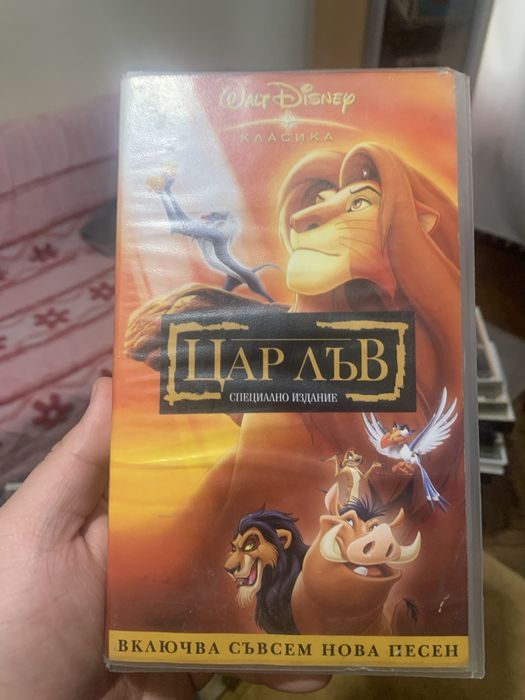 Walt Disney
КЛАСИКА
ЦАР ЛЪВ
СПЕЦИАЛНО ИЗДАНИЕ
ВКЛЮЧВА СЪВСЕМ НОВА ПЕСЕН